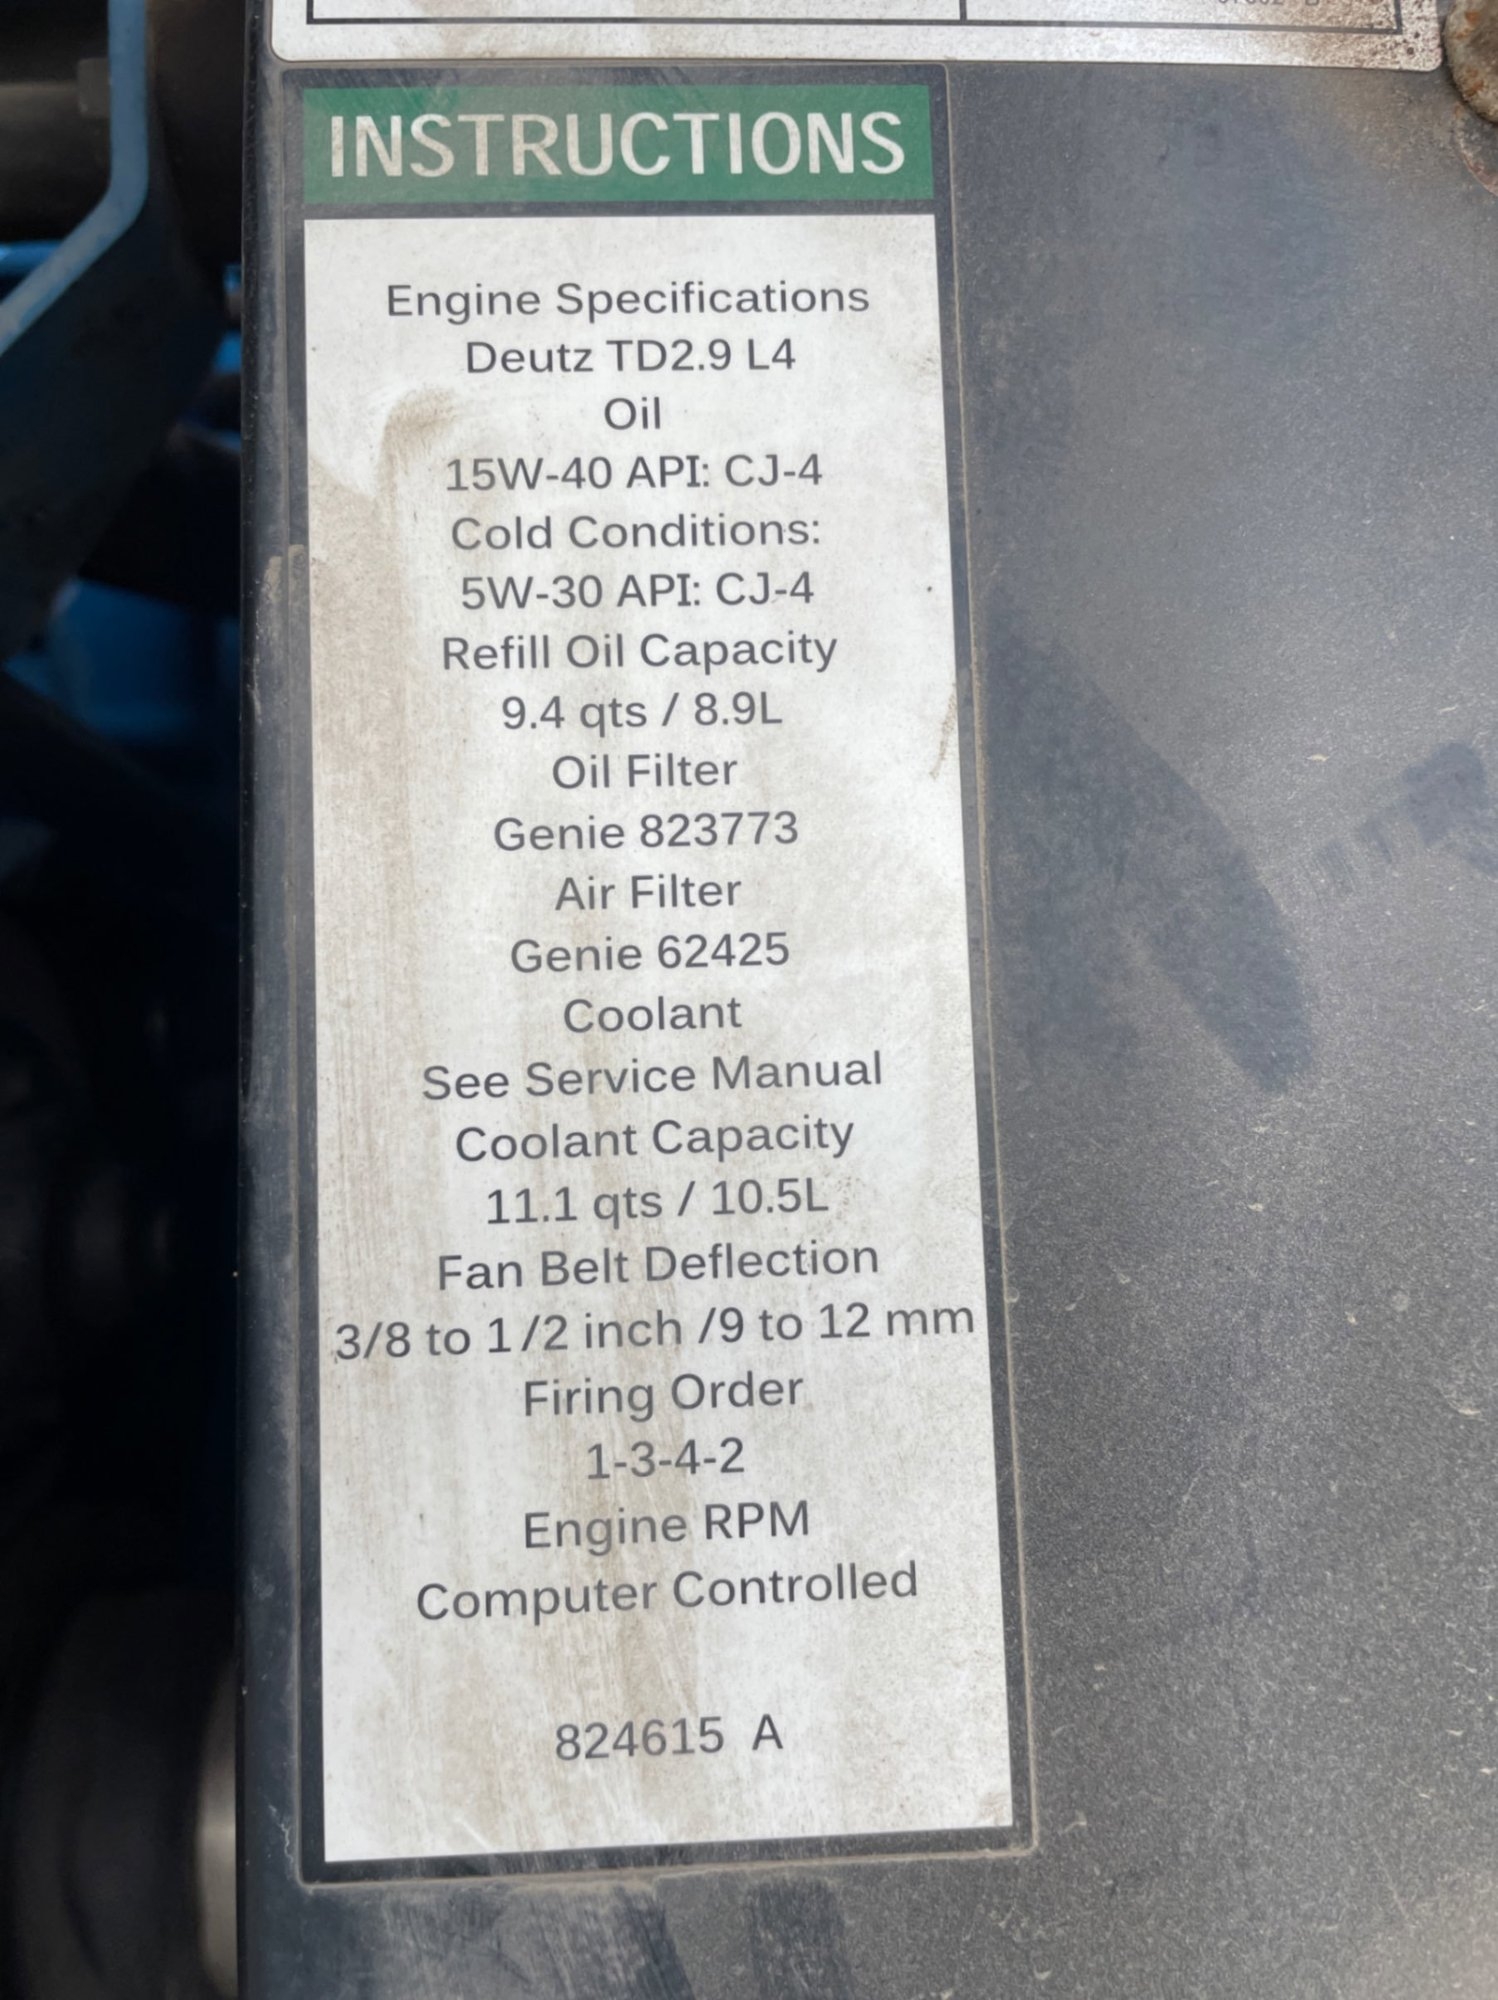 INSTRUCTIONS
Engine Specifications
Deutz TD2.9 L4
Oil
15W-40 API: CJ-4
Cold Conditions:
5W-30 API: CJ-4
Refill Oil Capacity
9.4 qts / 8.9L
Oil Filter
Genie 823773
Air Filter
Genie 62425
Coolant
See Service Manual
Coolant Capacity
11.1 qts / 10.5L
Fan Belt Deflection
3/8 to 1/2 inch /9 to 12 mm
Firing Order
1-3-4-2
Engine RPM
Computer Controlled
824615 A